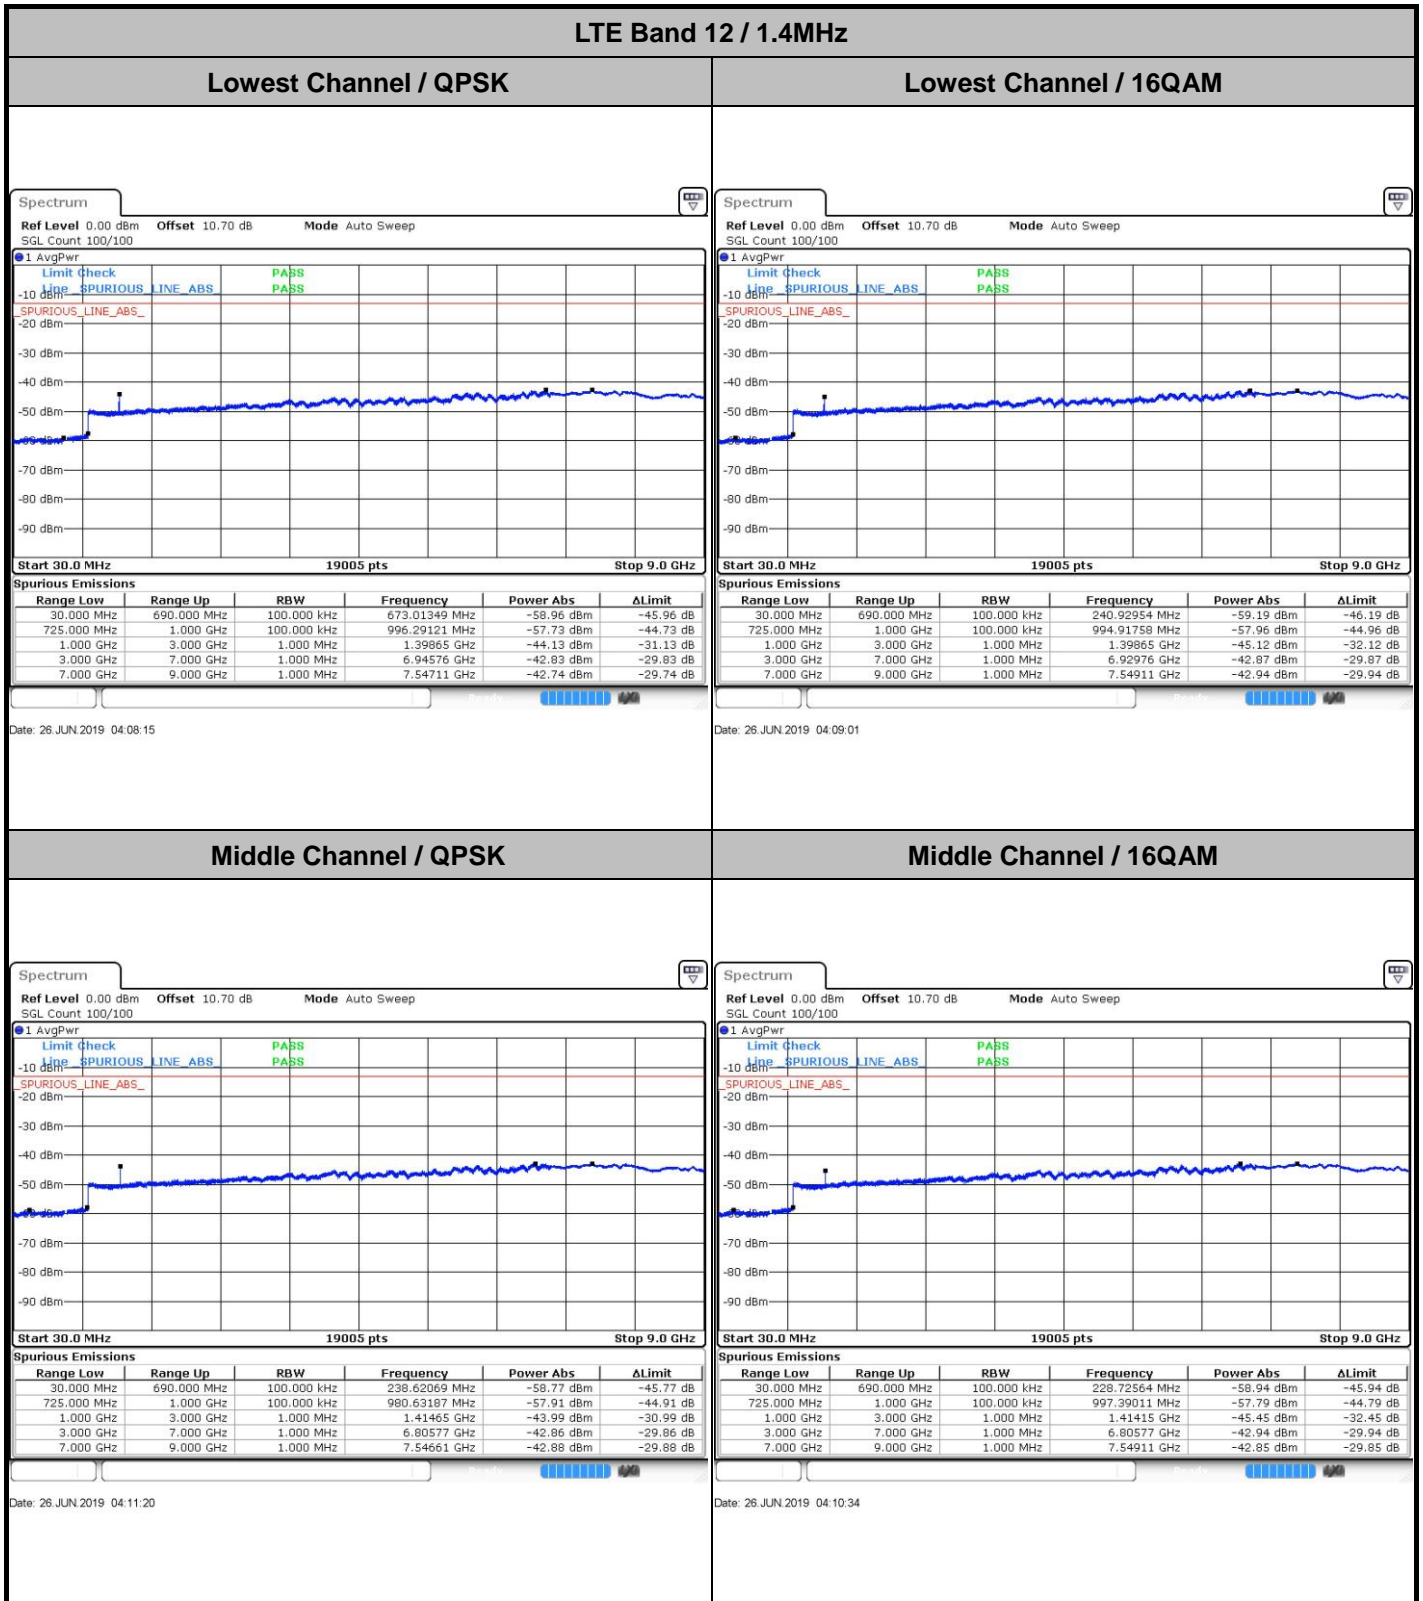 LTE Band 12 / 1.4MHz
Lowest Channel / QPSK
Lowest Channel / 16QAM
Spectrum
Ref Level 0.00 dBm Offset 10.70 dB Mode Auto Sweep
SGL Count 100/100
1 AvgPwr
Limit Check PASS
Line _SPURIOUS_LINE_ABS_ PASS
-10 dBm
_SPURIOUS_LINE_ABS_
-20 dBm
-30 dBm
-40 dBm
-50 dBm
-60 dBm
-70 dBm
-80 dBm
-90 dBm
Start 30.0 MHz 19005 pts Stop 9.0 GHz
Spurious Emissions
Range Low Range Up RBW Frequency Power Abs ΔLimit
30.000 MHz 690.000 MHz 100.000 kHz 673.01349 MHz -58.96 dBm -45.96 dB
725.000 MHz 1.000 GHz 100.000 kHz 996.29121 MHz -57.73 dBm -44.73 dB
1.000 GHz 3.000 GHz 1.000 MHz 1.39865 GHz -44.13 dBm -31.13 dB
3.000 GHz 7.000 GHz 1.000 MHz 6.94576 GHz -42.83 dBm -29.83 dB
7.000 GHz 9.000 GHz 1.000 MHz 7.54711 GHz -42.74 dBm -29.74 dB
Date: 26.JUN.2019 04:08:15
Spectrum
Ref Level 0.00 dBm Offset 10.70 dB Mode Auto Sweep
SGL Count 100/100
1 AvgPwr
Limit Check PASS
Line _SPURIOUS_LINE_ABS_ PASS
-10 dBm
_SPURIOUS_LINE_ABS_
-20 dBm
-30 dBm
-40 dBm
-50 dBm
-60 dBm
-70 dBm
-80 dBm
-90 dBm
Start 30.0 MHz 19005 pts Stop 9.0 GHz
Spurious Emissions
Range Low Range Up RBW Frequency Power Abs ΔLimit
30.000 MHz 690.000 MHz 100.000 kHz 240.92954 MHz -59.19 dBm -46.19 dB
725.000 MHz 1.000 GHz 100.000 kHz 994.91758 MHz -57.96 dBm -44.96 dB
1.000 GHz 3.000 GHz 1.000 MHz 1.39865 GHz -45.12 dBm -32.12 dB
3.000 GHz 7.000 GHz 1.000 MHz 6.92976 GHz -42.87 dBm -29.87 dB
7.000 GHz 9.000 GHz 1.000 MHz 7.54911 GHz -42.94 dBm -29.94 dB
Date: 26.JUN.2019 04:09:01
Middle Channel / QPSK
Middle Channel / 16QAM
Spectrum
Ref Level 0.00 dBm Offset 10.70 dB Mode Auto Sweep
SGL Count 100/100
1 AvgPwr
Limit Check PASS
Line _SPURIOUS_LINE_ABS_ PASS
-10 dBm
_SPURIOUS_LINE_ABS_
-20 dBm
-30 dBm
-40 dBm
-50 dBm
-60 dBm
-70 dBm
-80 dBm
-90 dBm
Start 30.0 MHz 19005 pts Stop 9.0 GHz
Spurious Emissions
Range Low Range Up RBW Frequency Power Abs ΔLimit
30.000 MHz 690.000 MHz 100.000 kHz 238.62069 MHz -58.77 dBm -45.77 dB
725.000 MHz 1.000 GHz 100.000 kHz 980.63187 MHz -57.91 dBm -44.91 dB
1.000 GHz 3.000 GHz 1.000 MHz 1.41465 GHz -43.99 dBm -30.99 dB
3.000 GHz 7.000 GHz 1.000 MHz 6.80577 GHz -42.86 dBm -29.86 dB
7.000 GHz 9.000 GHz 1.000 MHz 7.54661 GHz -42.88 dBm -29.88 dB
Date: 26.JUN.2019 04:11:20
Spectrum
Ref Level 0.00 dBm Offset 10.70 dB Mode Auto Sweep
SGL Count 100/100
1 AvgPwr
Limit Check PASS
Line _SPURIOUS_LINE_ABS_ PASS
-10 dBm
_SPURIOUS_LINE_ABS_
-20 dBm
-30 dBm
-40 dBm
-50 dBm
-60 dBm
-70 dBm
-80 dBm
-90 dBm
Start 30.0 MHz 19005 pts Stop 9.0 GHz
Spurious Emissions
Range Low Range Up RBW Frequency Power Abs ΔLimit
30.000 MHz 690.000 MHz 100.000 kHz 228.72564 MHz -58.94 dBm -45.94 dB
725.000 MHz 1.000 GHz 100.000 kHz 997.39011 MHz -57.79 dBm -44.79 dB
1.000 GHz 3.000 GHz 1.000 MHz 1.41415 GHz -45.45 dBm -32.45 dB
3.000 GHz 7.000 GHz 1.000 MHz 6.80577 GHz -42.94 dBm -29.94 dB
7.000 GHz 9.000 GHz 1.000 MHz 7.54911 GHz -42.85 dBm -29.85 dB
Date: 26.JUN.2019 04:10:34